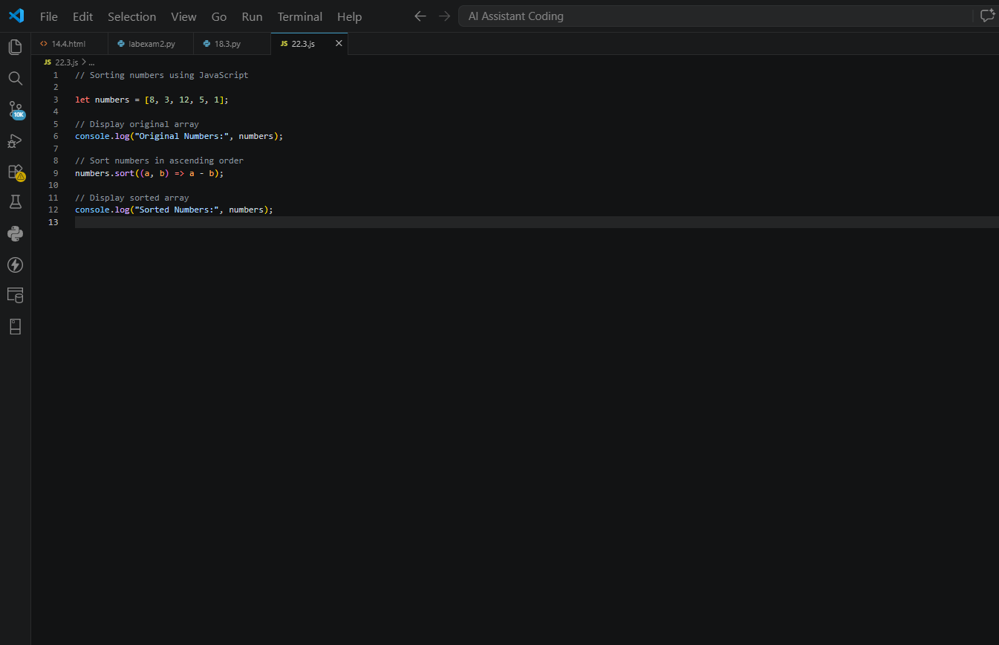 File Edit Selection View Go Run Terminal Help AI Assistant Coding
14.4.html labexam2.py 18.3.py JS 22.3.js
JS 22.3.js > ...
1 // Sorting numbers using JavaScript
2
3 let numbers = [8, 3, 12, 5, 1];
4
5 // Display original array
6 console.log("Original Numbers:", numbers);
7
8 // Sort numbers in ascending order
9 numbers.sort((a, b) => a - b);
10
11 // Display sorted array
12 console.log("Sorted Numbers:", numbers);
13
10K